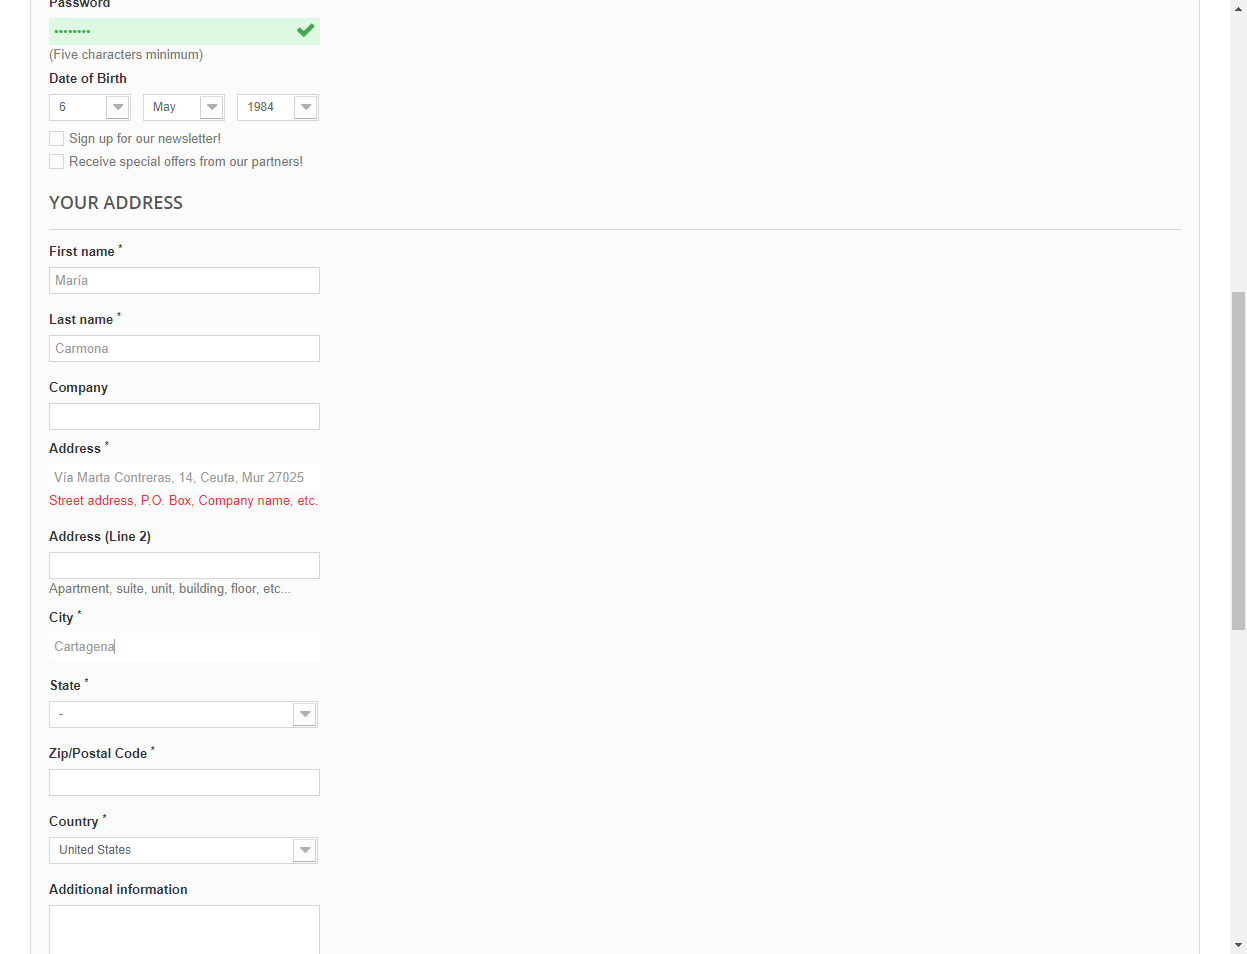 Password
••••••••
(Five characters minimum)
Date of Birth
6 May 1984
Sign up for our newsletter!
Receive special offers from our partners!
YOUR ADDRESS
First name *
María
Last name *
Carmona
Company
Address *
Vía Marta Contreras, 14, Ceuta, Mur 27025
Street address, P.O. Box, Company name, etc.
Address (Line 2)
Apartment, suite, unit, building, floor, etc...
City *
Cartagena
State *
-
Zip/Postal Code *
Country *
United States
Additional information